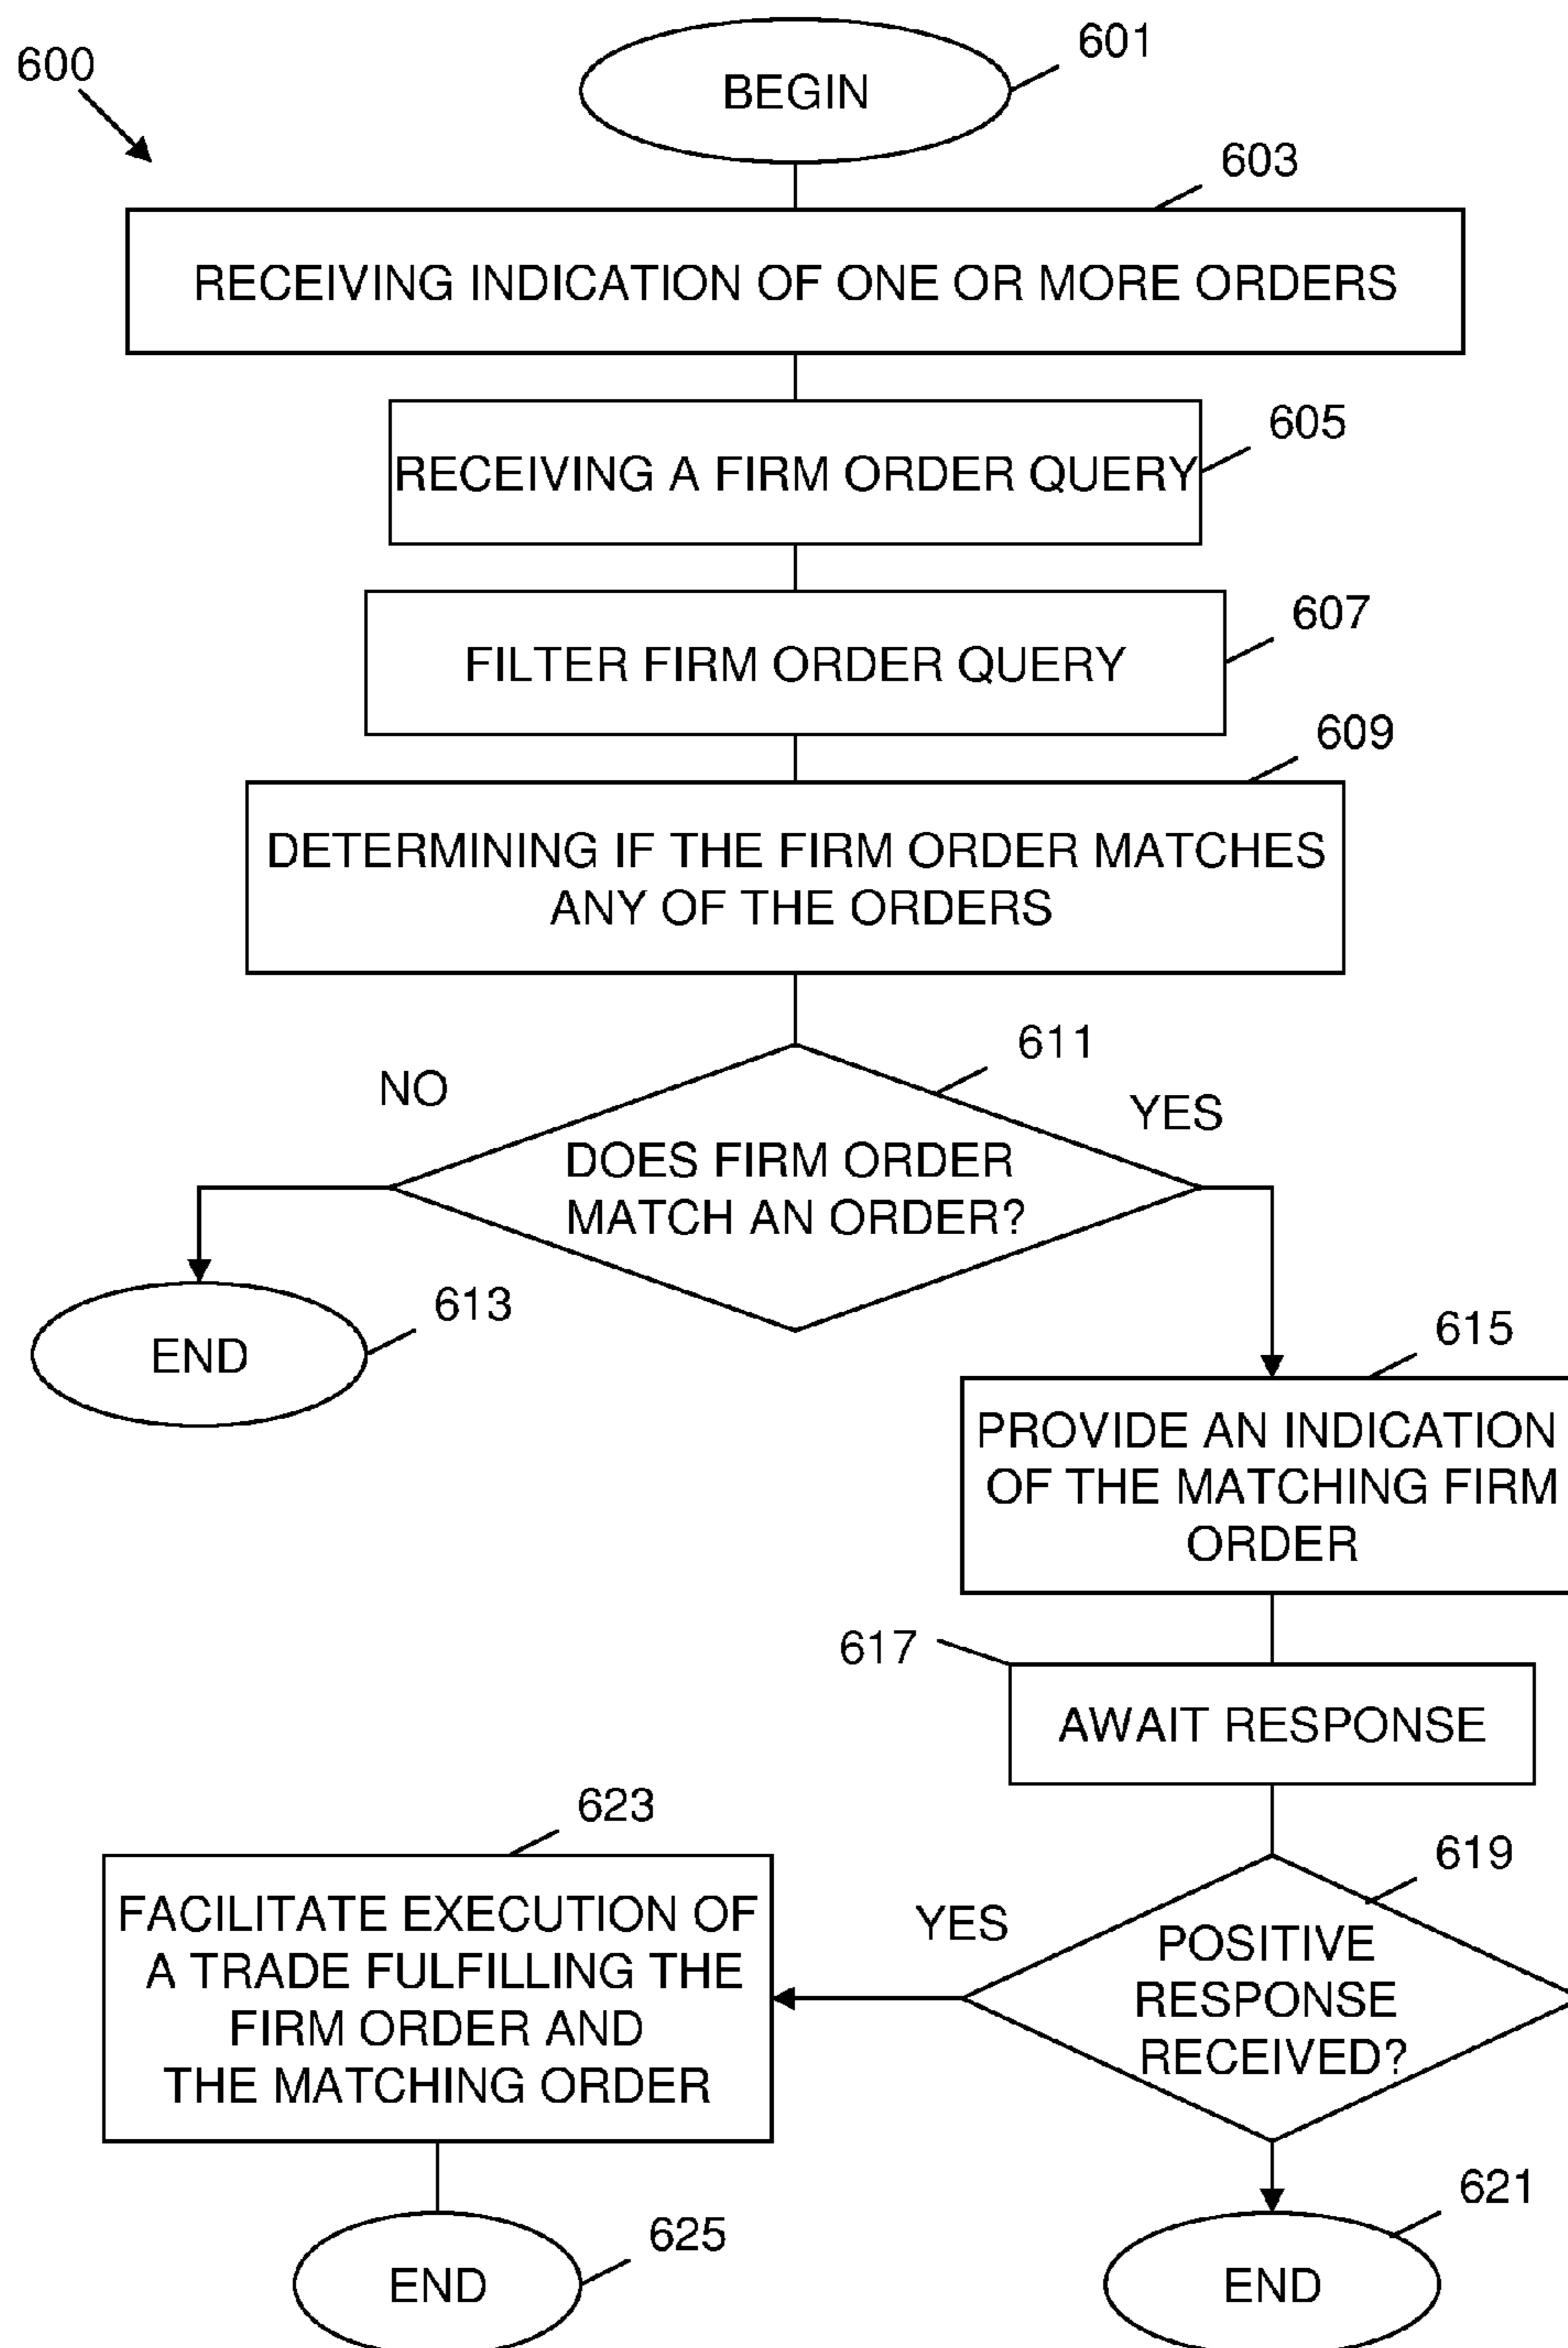 600
601
BEGIN
603
RECEIVING INDICATION OF ONE OR MORE ORDERS
605
RECEIVING A FIRM ORDER QUERY
607
FILTER FIRM ORDER QUERY
609
DETERMINING IF THE FIRM ORDER MATCHES
ANY OF THE ORDERS
611
NO
YES
DOES FIRM ORDER
MATCH AN ORDER?
613
END
615
PROVIDE AN INDICATION
OF THE MATCHING FIRM
ORDER
617
AWAIT RESPONSE
619
POSITIVE
RESPONSE
RECEIVED?
YES
623
FACILITATE EXECUTION OF
A TRADE FULFILLING THE
FIRM ORDER AND
THE MATCHING ORDER
621
END
625
END